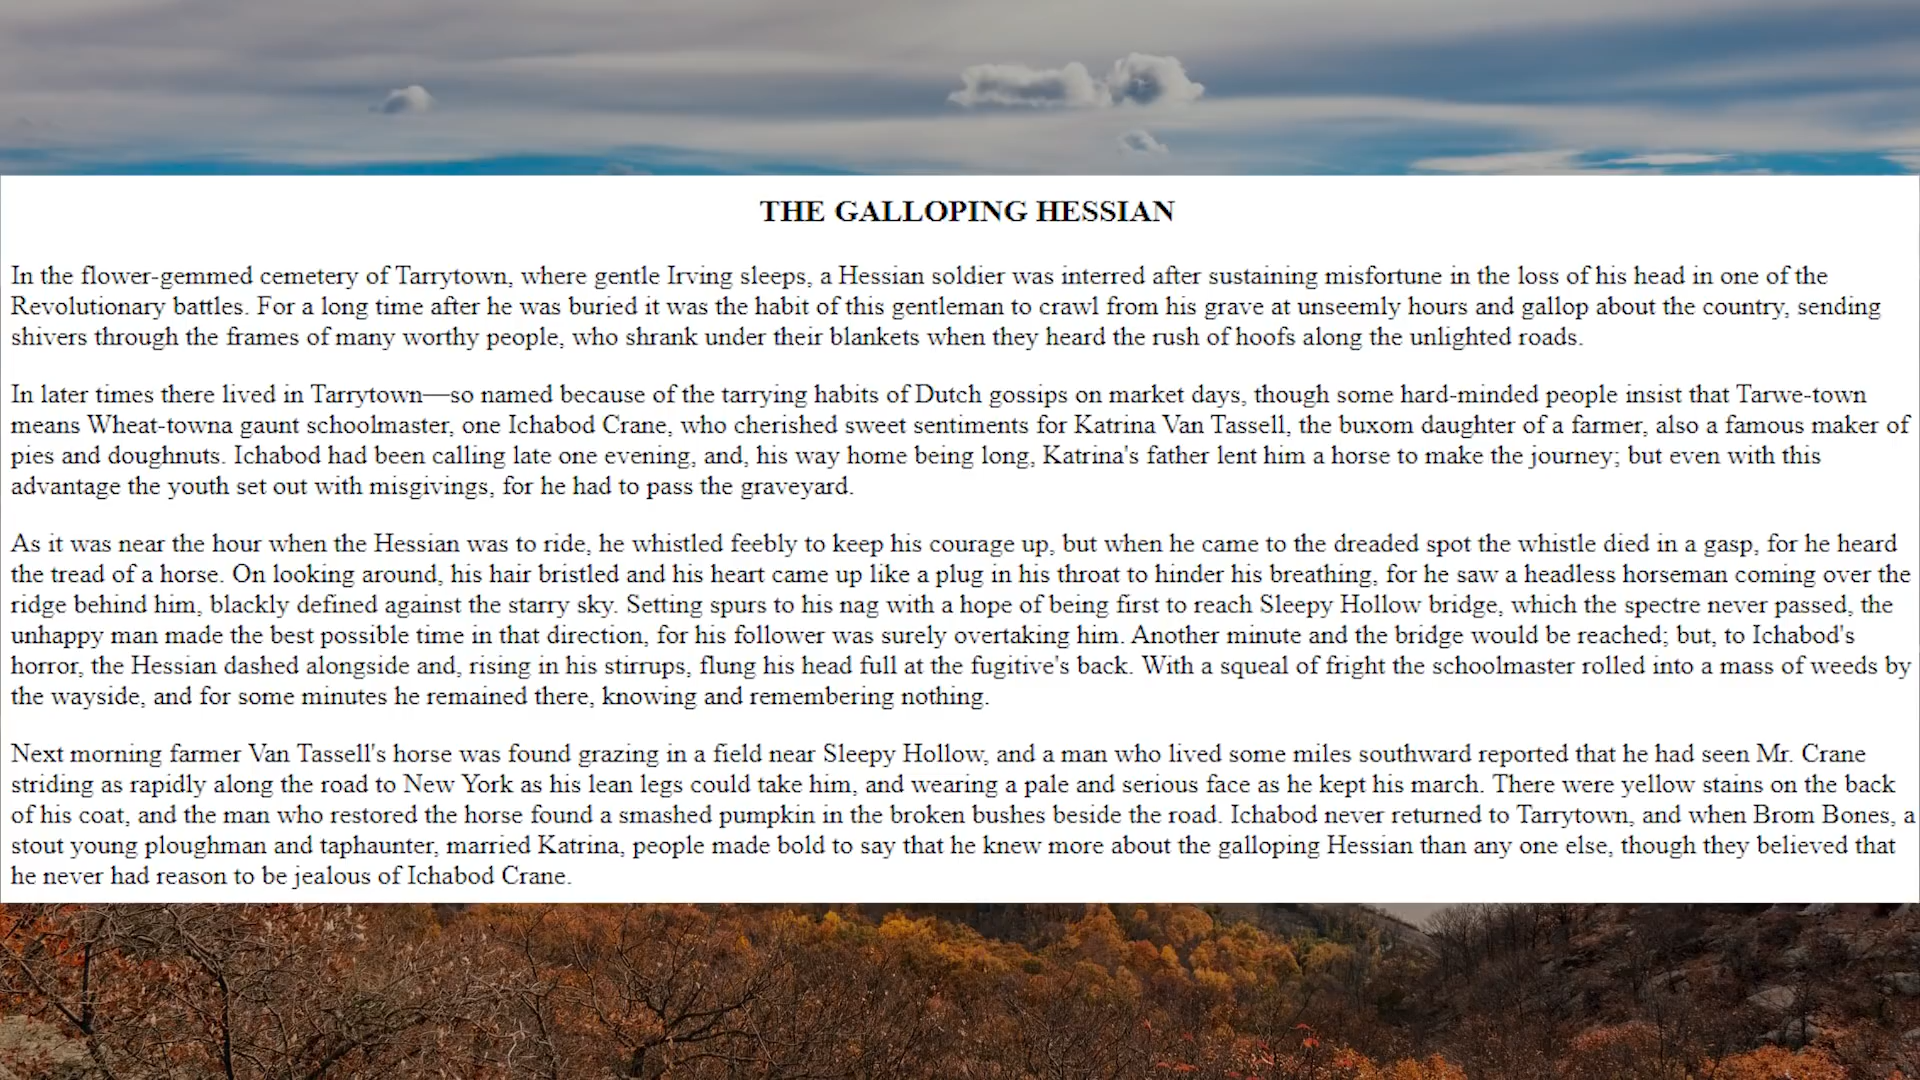 THE GALLOPING HESSIAN
In the flower-gemmed cemetery of Tarrytown, where gentle Irving sleeps, a Hessian soldier was interred after sustaining misfortune in the loss of his head in one of the
Revolutionary battles. For a long time after he was buried it was the habit of this gentleman to crawl from his grave at unseemly hours and gallop about the country, sending
shivers through the frames of many worthy people, who shrank under their blankets when they heard the rush of hoofs along the unlighted roads.
In later times there lived in Tarrytown—so named because of the tarrying habits of Dutch gossips on market days, though some hard-minded people insist that Tarwe-town
means Wheat-towna gaunt schoolmaster, one Ichabod Crane, who cherished sweet sentiments for Katrina Van Tassell, the buxom daughter of a farmer, also a famous maker of
pies and doughnuts. Ichabod had been calling late one evening, and, his way home being long, Katrina's father lent him a horse to make the journey; but even with this
advantage the youth set out with misgivings, for he had to pass the graveyard.
As it was near the hour when the Hessian was to ride, he whistled feebly to keep his courage up, but when he came to the dreaded spot the whistle died in a gasp, for he heard
the tread of a horse. On looking around, his hair bristled and his heart came up like a plug in his throat to hinder his breathing, for he saw a headless horseman coming over the
ridge behind him, blackly defined against the starry sky. Setting spurs to his nag with a hope of being first to reach Sleepy Hollow bridge, which the spectre never passed, the
unhappy man made the best possible time in that direction, for his follower was surely overtaking him. Another minute and the bridge would be reached; but, to Ichabod's
horror, the Hessian dashed alongside and, rising in his stirrups, flung his head full at the fugitive's back. With a squeal of fright the schoolmaster rolled into a mass of weeds by
the wayside, and for some minutes he remained there, knowing and remembering nothing.
Next morning farmer Van Tassell's horse was found grazing in a field near Sleepy Hollow, and a man who lived some miles southward reported that he had seen Mr. Crane
striding as rapidly along the road to New York as his lean legs could take him, and wearing a pale and serious face as he kept his march. There were yellow stains on the back
of his coat, and the man who restored the horse found a smashed pumpkin in the broken bushes beside the road. Ichabod never returned to Tarrytown, and when Brom Bones, a
stout young ploughman and taphaunter, married Katrina, people made bold to say that he knew more about the galloping Hessian than any one else, though they believed that
he never had reason to be jealous of Ichabod Crane.